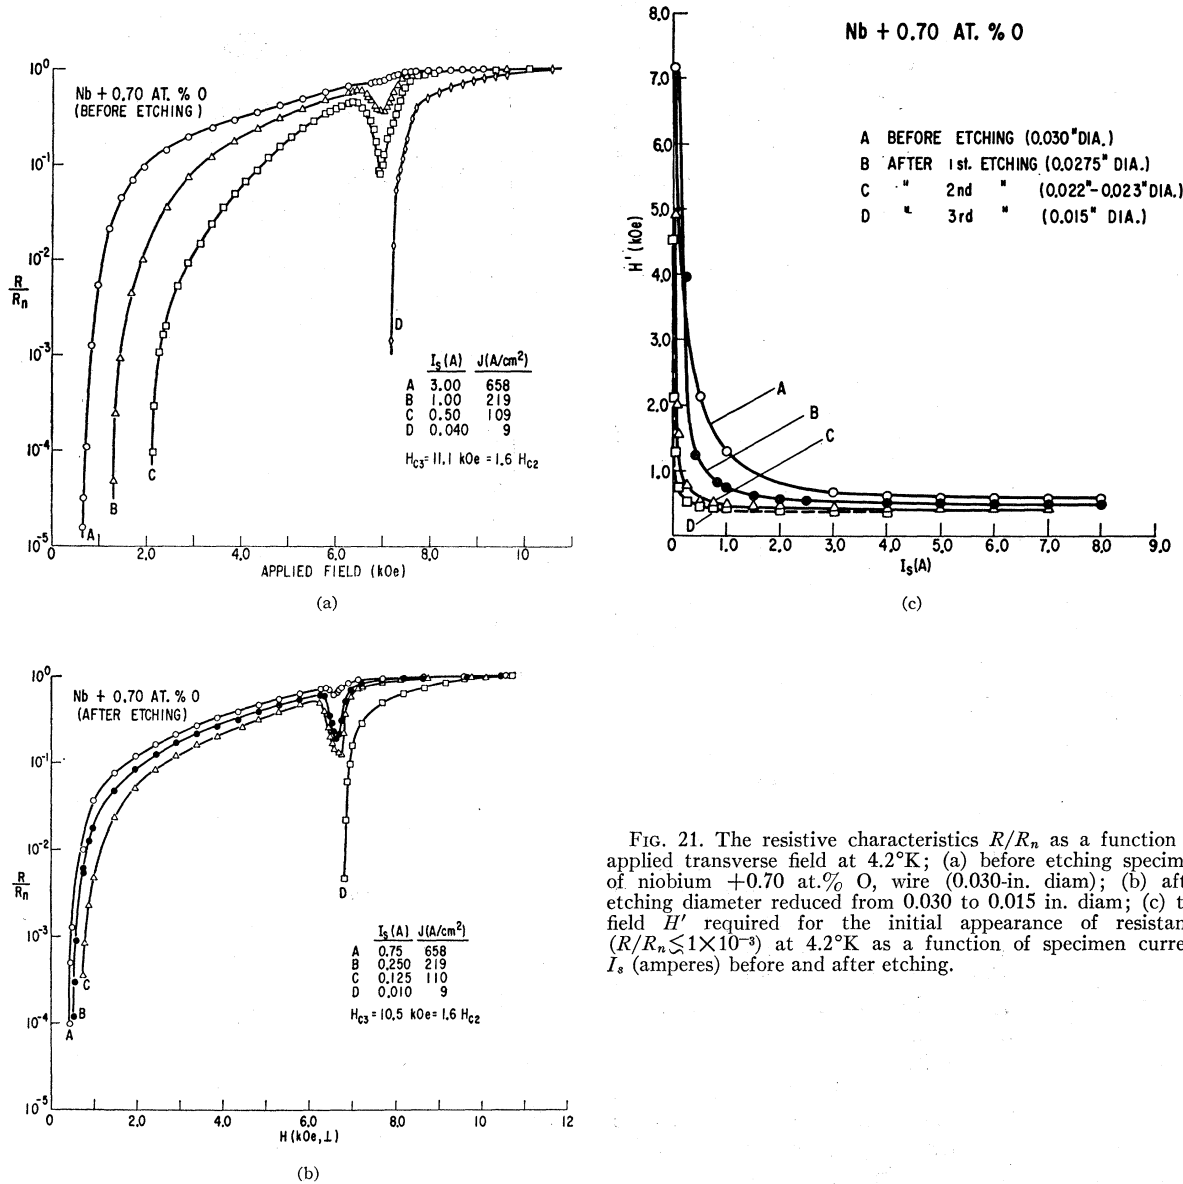 10⁰
Nb + 0.70 AT. % O
(BEFORE ETCHING)
10⁻¹
10⁻²
R
Rₙ
10⁻³
10⁻⁴
10⁻⁵
A
B
C
D
Iₛ(A) J(A/cm²)
A 3.00 658
B 1.00 219
C 0.50 109
D 0.040 9
H_C3 = 11.1 kOe = 1.6 H_C2
0 2.0 4.0 6.0 8.0 10.0
APPLIED FIELD (kOe)
(a)
8.0
Nb + 0.70 AT. % O
7.0
6.0
5.0
4.0
3.0
2.0
1.0
H' (kOe)
A BEFORE ETCHING (0.030" DIA.)
B AFTER 1st. ETCHING (0.0275" DIA.)
C " 2nd " (0.022"-0.023" DIA.)
D " 3rd " (0.015" DIA.)
A
B
C
D
0 1.0 2.0 3.0 4.0 5.0 6.0 7.0 8.0 9.0
Iₛ(A)
(c)
10⁰
Nb + 0.70 AT. % O
(AFTER ETCHING)
10⁻¹
10⁻²
R
Rₙ
10⁻³
10⁻⁴
10⁻⁵
A
B
C
D
Iₛ(A) J(A/cm²)
A 0.75 658
B 0.250 219
C 0.125 110
D 0.010 9
H_C3 = 10.5 kOe = 1.6 H_C2
0 2.0 4.0 6.0 8.0 10 12
H (kOe, ⊥)
(b)
FIG. 21. The resistive characteristics R/Rₙ as a function
applied transverse field at 4.2°K; (a) before etching specim
of niobium +0.70 at.% O, wire (0.030-in. diam); (b) aft
etching diameter reduced from 0.030 to 0.015 in. diam; (c) t
field H' required for the initial appearance of resistan
(R/Rₙ≲1×10⁻³) at 4.2°K as a function of specimen curre
Iₛ (amperes) before and after etching.